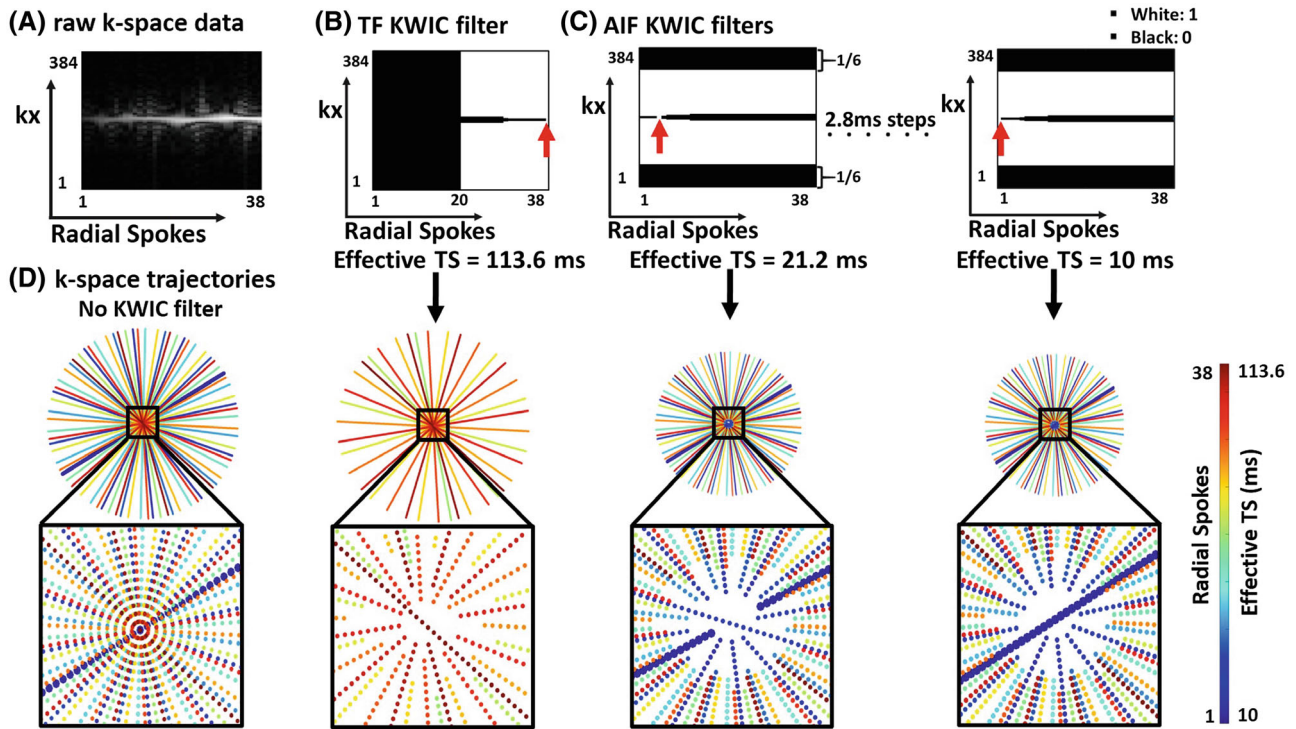 (A) raw k-space data
384
kx
1
1
38
Radial Spokes
(B) TF KWIC filter
384
kx
1
1
20
38
Radial Spokes
Effective TS = 113.6 ms
(C) AIF KWIC filters
384
kx
1
1
38
Radial Spokes
1/6
1/6
Effective TS = 21.2 ms
2.8ms steps
......
White: 1
Black: 0
384
kx
1
1
38
Radial Spokes
Effective TS = 10 ms
(D) k-space trajectories
No KWIC filter
38
113.6
Radial Spokes
Effective TS (ms)
1
10